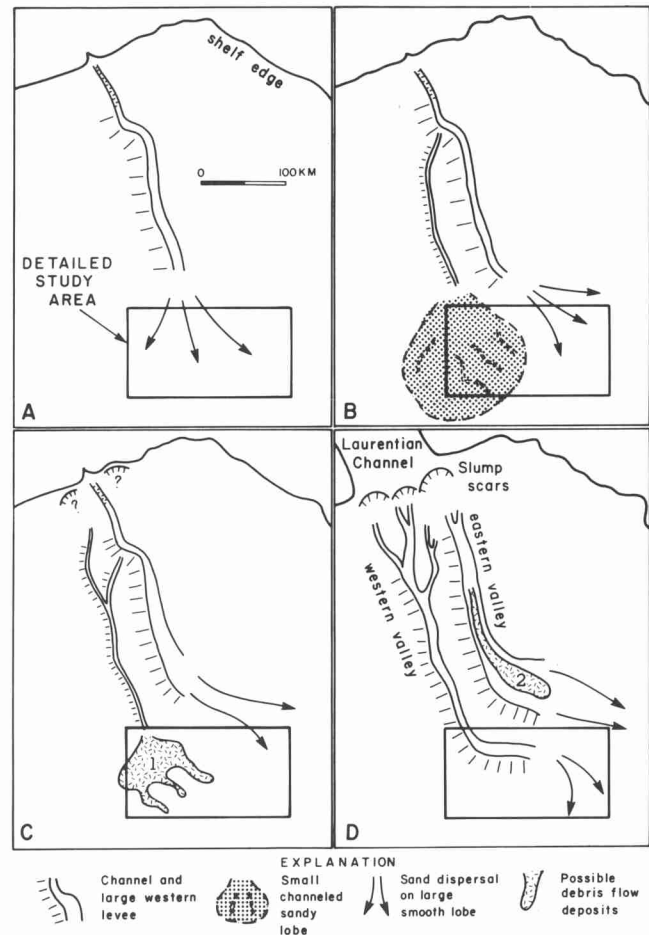 shelf edge
0 100 KM
DETAILED
STUDY
AREA
A
B
?
?
C
1
Laurentian
Channel
Slump
scars
eastern valley
western valley
2
D
EXPLANATION
Channel and
large western
levee
Small
channeled
sandy
lobe
Sand dispersal
on large
smooth lobe
Possible
debris flow
deposits